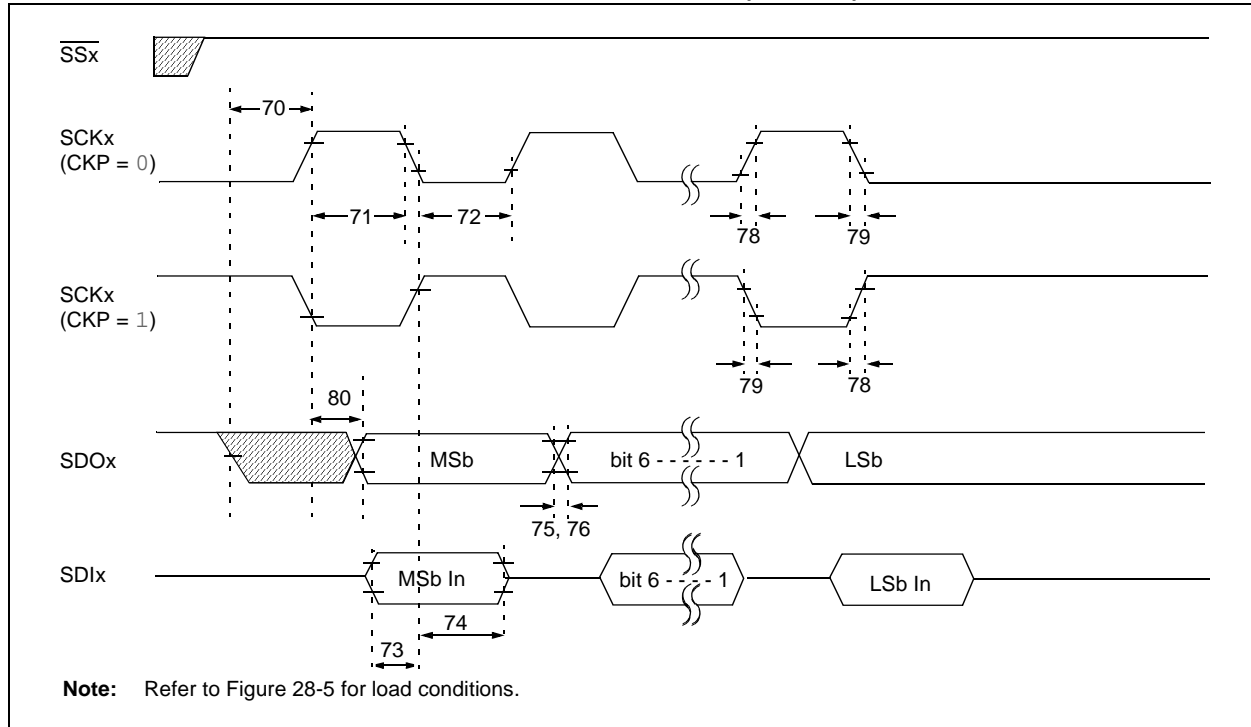 SSx
70
SCKx
(CKP = 0)
71
72
78
79
SCKx
(CKP = 1)
79
78
80
SDOx
MSb
bit 6 - - - - - - 1
LSb
75, 76
SDIx
MSb In
bit 6 - - - - 1
LSb In
74
73
Note: Refer to Figure 28-5 for load conditions.